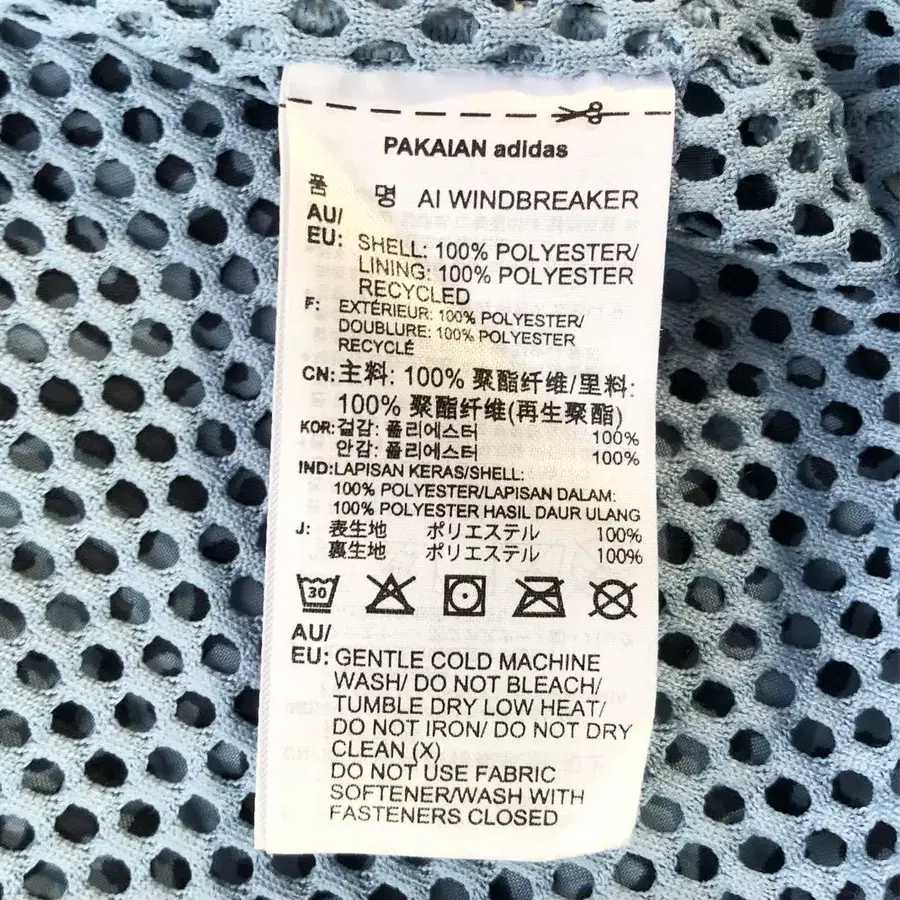 PAKAIAN adidas
품 명 AI WINDBREAKER
AU/
EU: SHELL: 100% POLYESTER/
LINING: 100% POLYESTER
RECYCLED
F: EXTÉRIEUR: 100% POLYESTER/
DOUBLURE: 100% POLYESTER
RECYCLÉ
CN:主料: 100% 聚酯纤维/里料:
100% 聚酯纤维(再生聚酯)
KOR:겉감: 폴리에스터 100%
안감: 폴리에스터 100%
IND:LAPISAN KERAS/SHELL:
100% POLYESTER/LAPISAN DALAM:
100% POLYESTER HASIL DAUR ULANG
J: 表生地 ポリエステル 100%
裏生地 ポリエステル 100%
30
AU/
EU: GENTLE COLD MACHINE
WASH/ DO NOT BLEACH/
TUMBLE DRY LOW HEAT/
DO NOT IRON/ DO NOT DRY
CLEAN (X)
DO NOT USE FABRIC
SOFTENER/WASH WITH
FASTENERS CLOSED